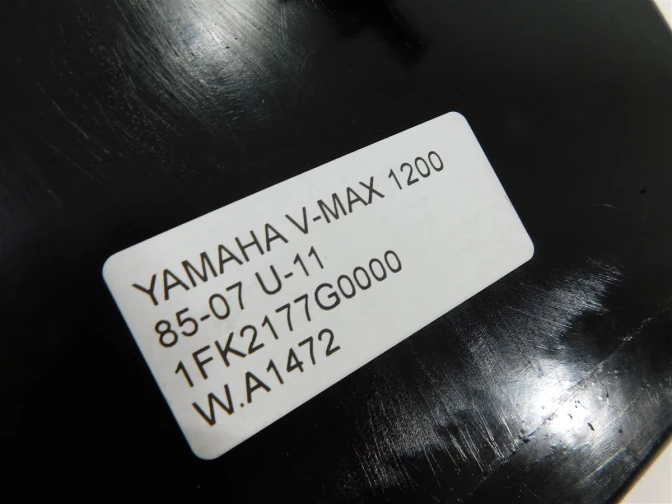 YAMAHA V-MAX 1200
85-07 U-11
1FK2177G0000
W.A1472